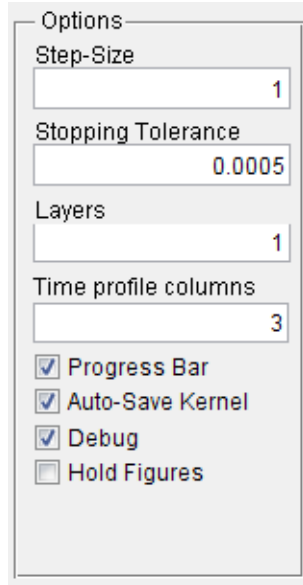 Options
Step-Size
1
Stopping Tolerance
0.0005
Layers
1
Time profile columns
3
Progress Bar
Auto-Save Kernel
Debug
Hold Figures